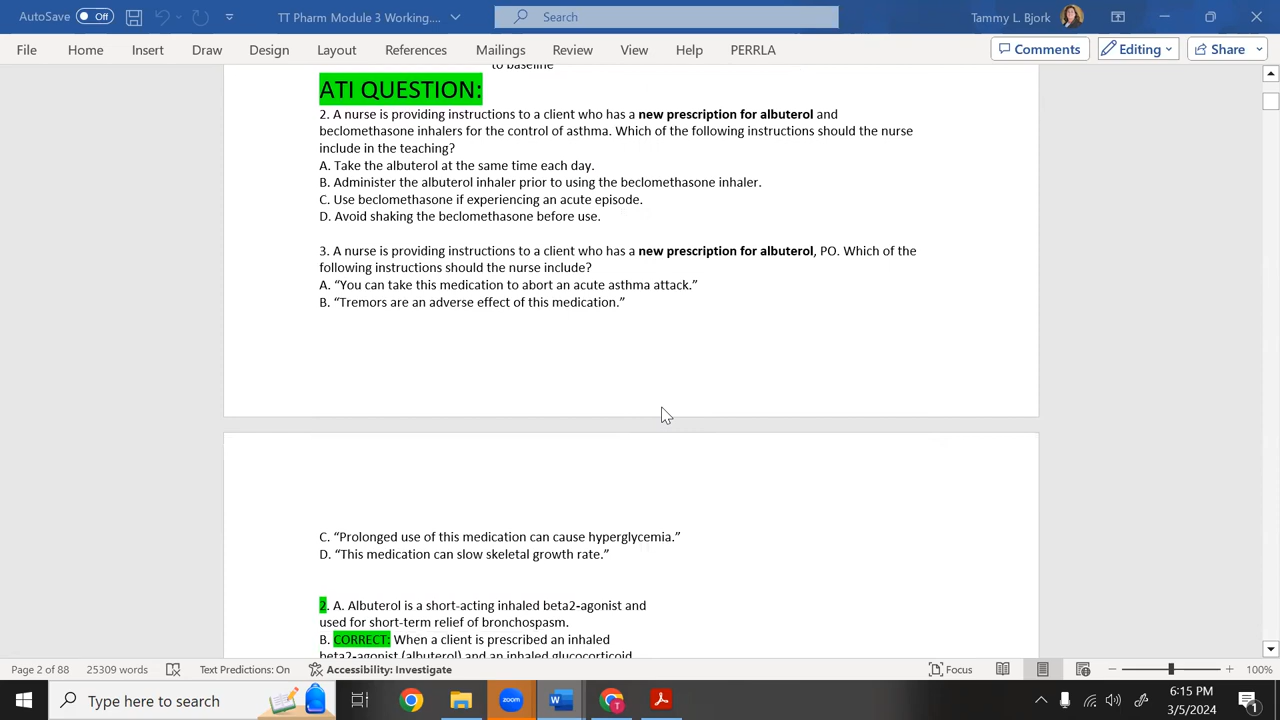 AutoSave Off TT Pharm Module 3 Working.... Search Tammy L. Bjork
File Home Insert Draw Design Layout References Mailings Review View Help PERRLA Comments Editing Share
to baseline
ATI QUESTION:
2. A nurse is providing instructions to a client who has a new prescription for albuterol and
beclomethasone inhalers for the control of asthma. Which of the following instructions should the nurse
include in the teaching?
A. Take the albuterol at the same time each day.
B. Administer the albuterol inhaler prior to using the beclomethasone inhaler.
C. Use beclomethasone if experiencing an acute episode.
D. Avoid shaking the beclomethasone before use.
3. A nurse is providing instructions to a client who has a new prescription for albuterol, PO. Which of the
following instructions should the nurse include?
A. “You can take this medication to abort an acute asthma attack.”
B. “Tremors are an adverse effect of this medication.”
C. “Prolonged use of this medication can cause hyperglycemia.”
D. “This medication can slow skeletal growth rate.”
2. A. Albuterol is a short-acting inhaled beta2-agonist and
used for short-term relief of bronchospasm.
B. CORRECT: When a client is prescribed an inhaled
beta2-agonist (albuterol) and an inhaled glucocorticoid
Page 2 of 88 25309 words Text Predictions: On Accessibility: Investigate Focus 100%
Type here to search zoom T 6:15 PM
3/5/2024 1